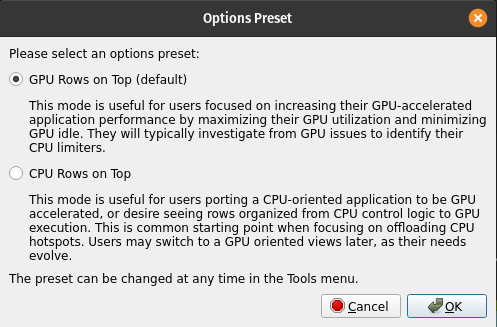 Options Preset
Please select an options preset:
GPU Rows on Top (default)
This mode is useful for users focused on increasing their GPU-accelerated
application performance by maximizing their GPU utilization and minimizing
GPU idle. They will typically investigate from GPU issues to identify their
CPU limiters.
CPU Rows on Top
This mode is useful for users porting a CPU-oriented application to be GPU
accelerated, or desire seeing rows organized from CPU control logic to GPU
execution. This is common starting point when focusing on offloading CPU
hotspots. Users may switch to a GPU oriented views later, as their needs
evolve.
The preset can be changed at any time in the Tools menu.
Cancel
OK